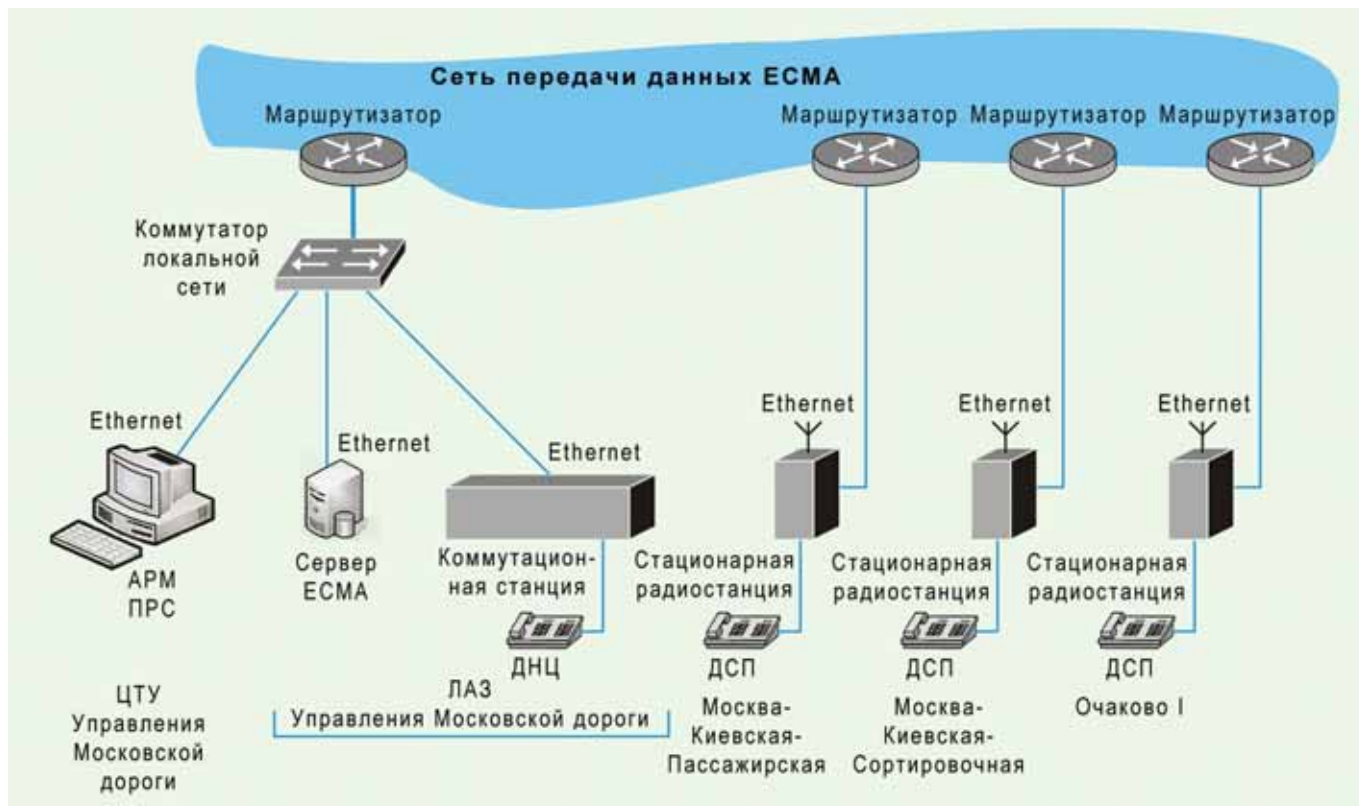 Сеть передачи данных ЕСМА
Маршрутизатор
Маршрутизатор
Маршрутизатор
Маршрутизатор
Коммутатор
локальной
сети
Ethernet
Ethernet
Ethernet
Ethernet
Ethernet
Ethernet
АРМ
ПРС
Сервер
ЕСМА
Коммутацион-
ная станция
Стационарная
радиостанция
Стационарная
радиостанция
Стационарная
радиостанция
ДНЦ
ДСП
ДСП
ДСП
ЦТУ
Управления
Московской
дороги
ЛАЗ
Управления Московской дороги
Москва-
Киевская-
Пассажирская
Москва-
Киевская-
Сортировочная
Очаково I